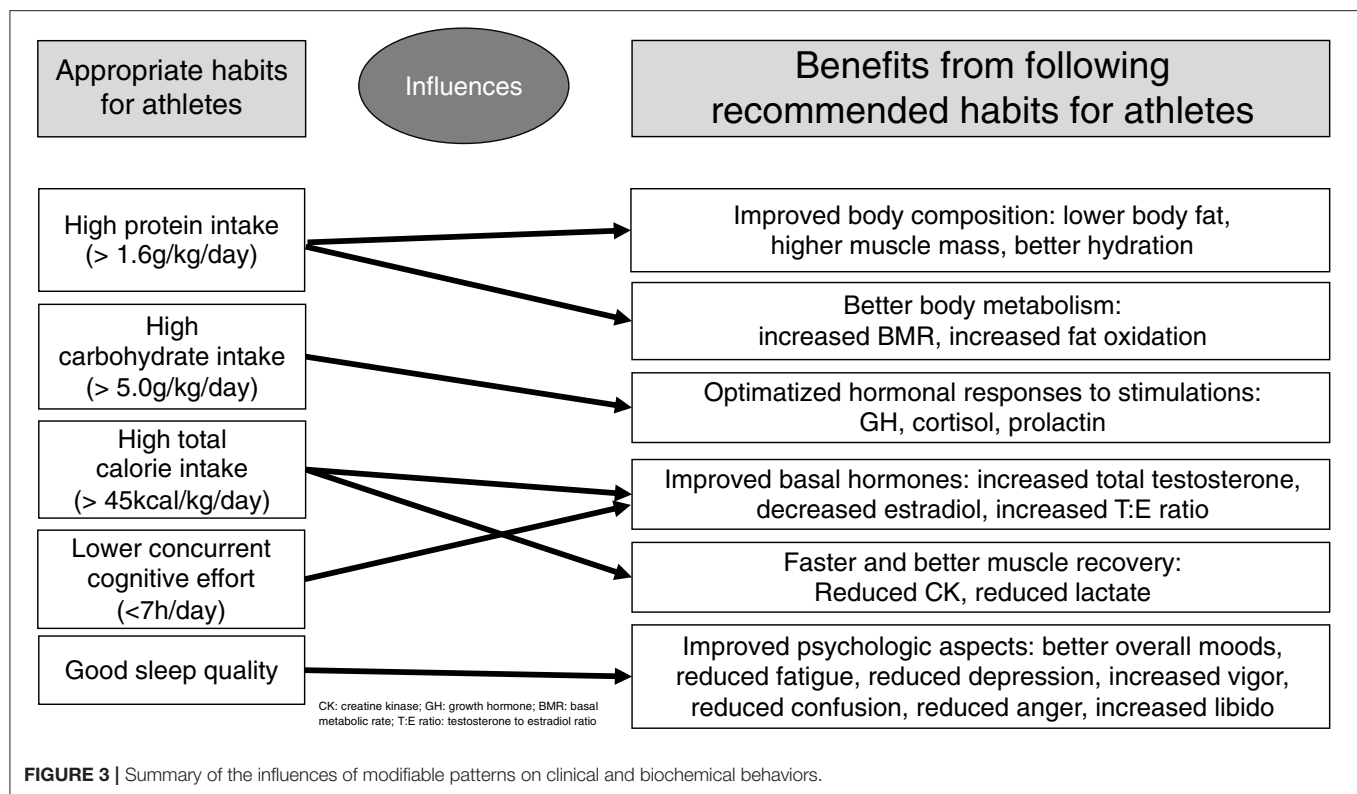 Appropriate habits
for athletes
Influences
Benefits from following
recommended habits for athletes
High protein intake
(> 1.6g/kg/day)
High
carbohydrate intake
(> 5.0g/kg/day)
High total
calorie intake
(> 45kcal/kg/day)
Lower concurrent
cognitive effort
(<7h/day)
Good sleep quality
Improved body composition: lower body fat,
higher muscle mass, better hydration
Better body metabolism:
increased BMR, increased fat oxidation
Optimatized hormonal responses to stimulations:
GH, cortisol, prolactin
Improved basal hormones: increased total testosterone,
decreased estradiol, increased T:E ratio
Faster and better muscle recovery:
Reduced CK, reduced lactate
Improved psychologic aspects: better overall moods,
reduced fatigue, reduced depression, increased vigor,
reduced confusion, reduced anger, increased libido
CK: creatine kinase; GH: growth hormone; BMR: basal
metabolic rate; T:E ratio: testosterone to estradiol ratio
FIGURE 3 | Summary of the influences of modifiable patterns on clinical and biochemical behaviors.